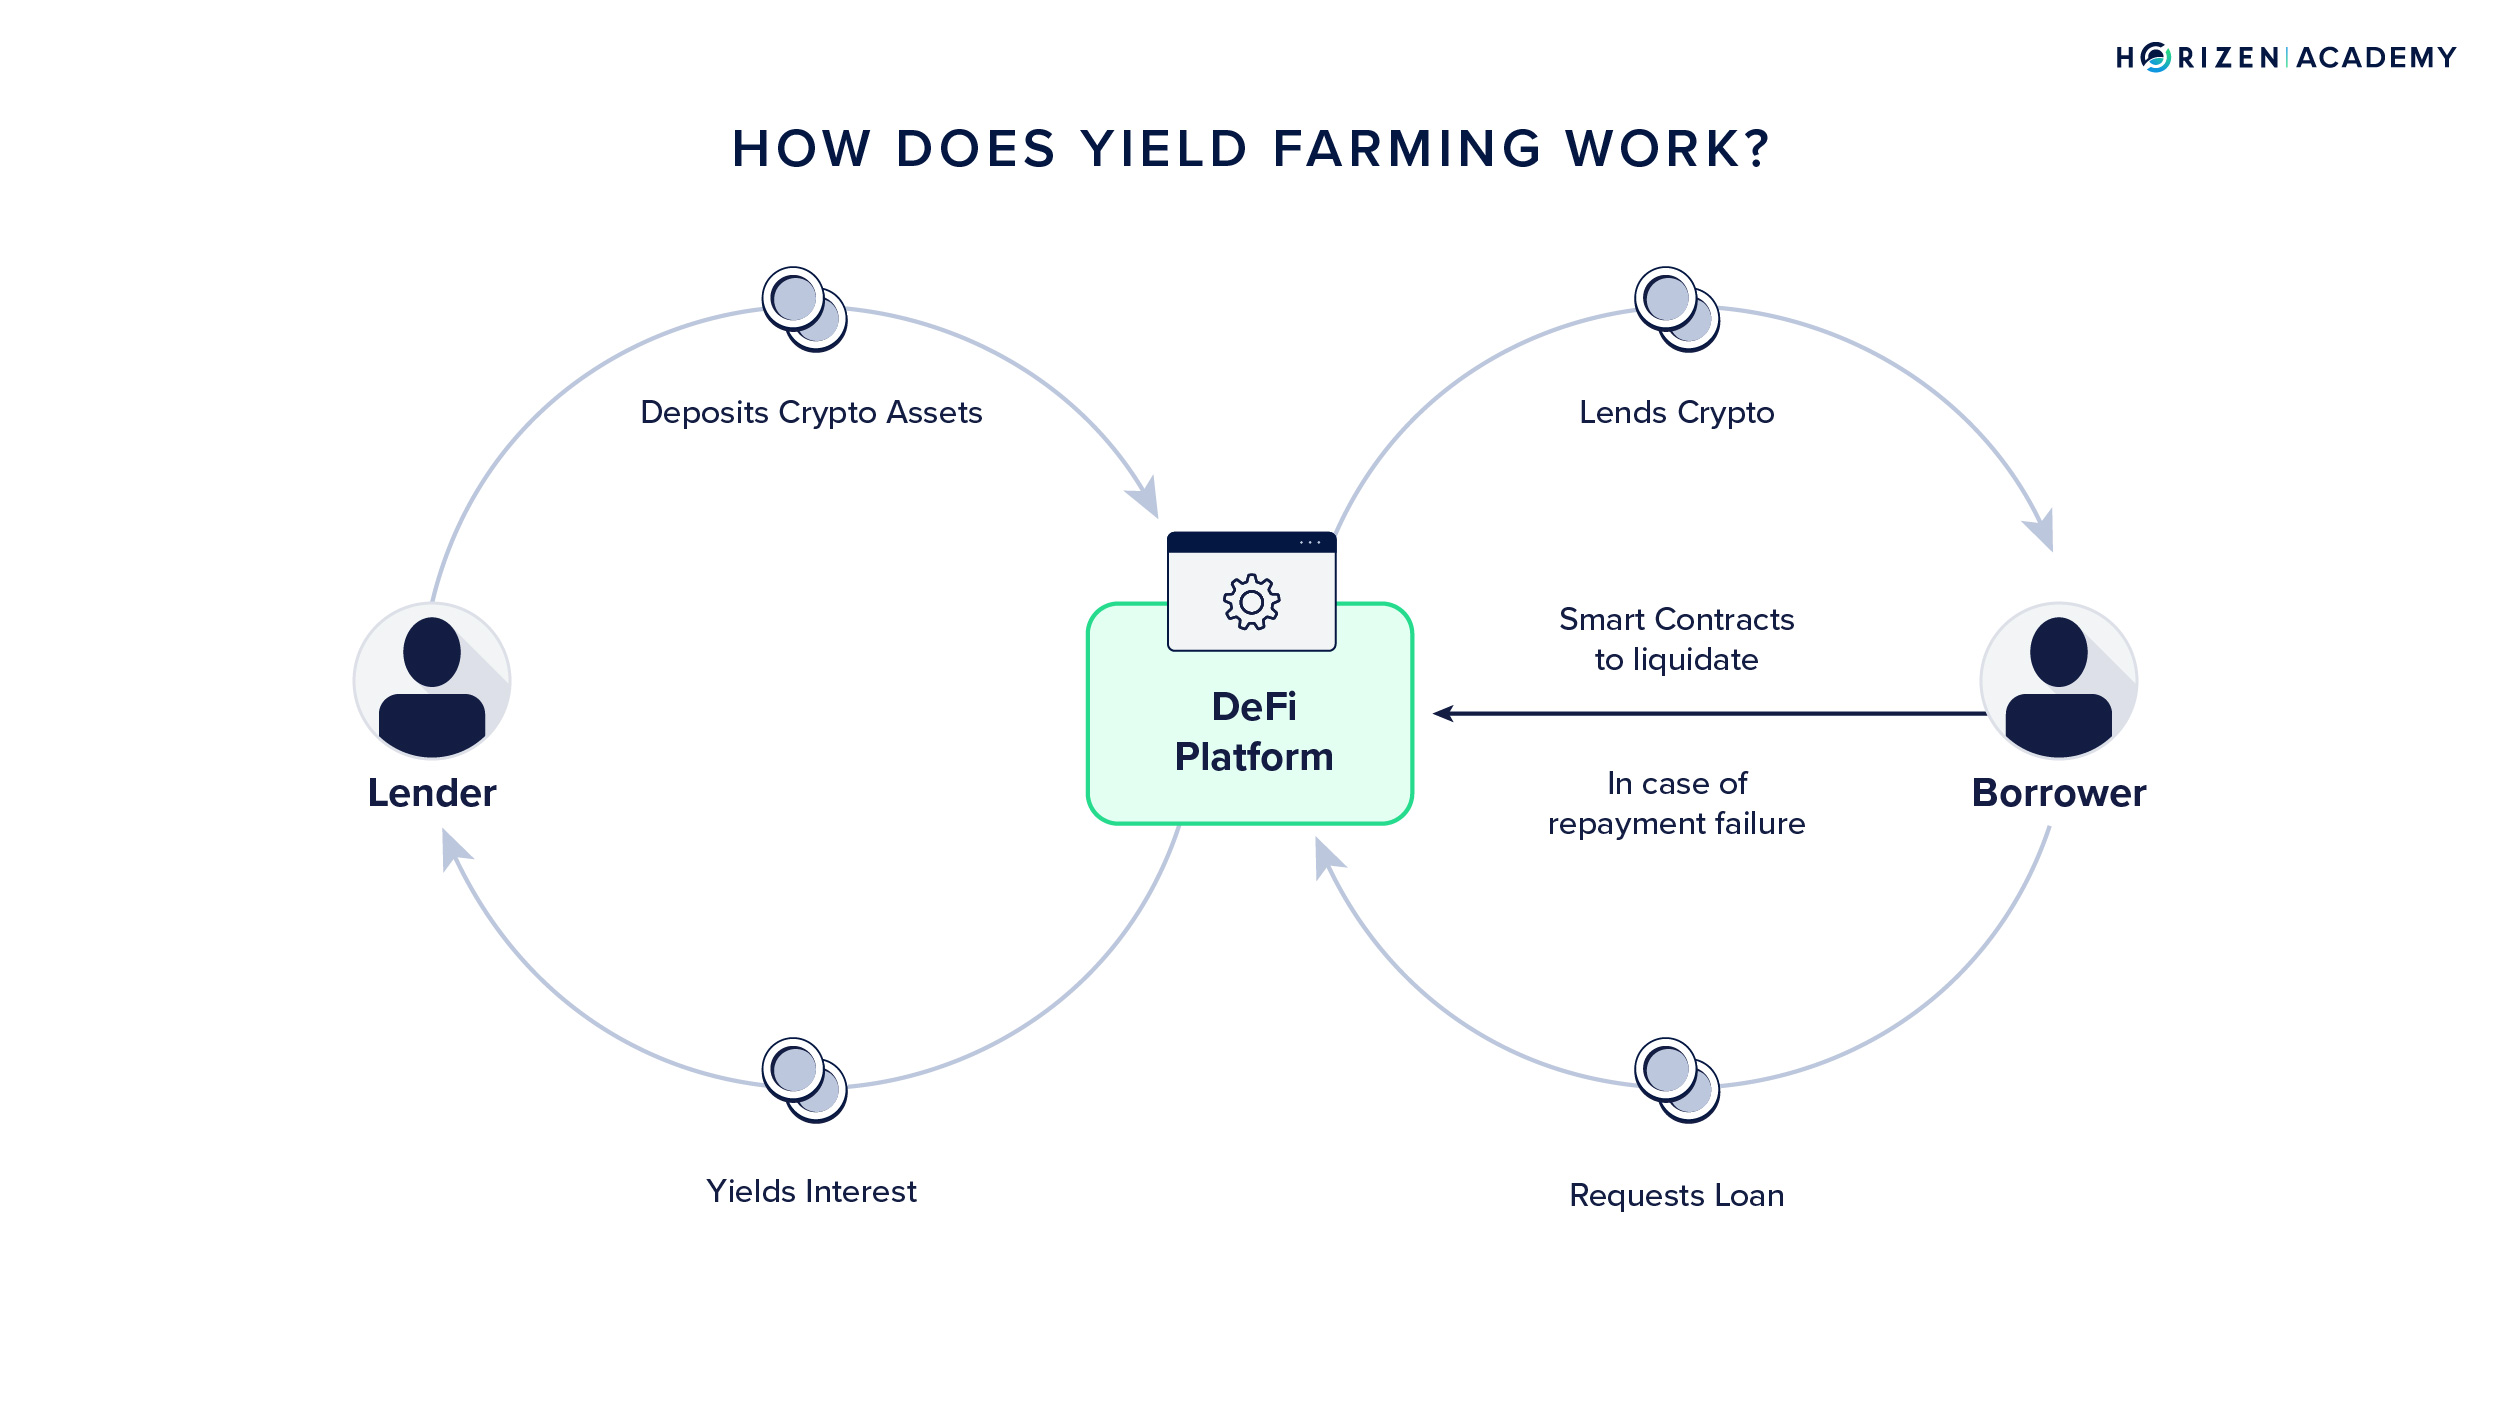 HORIZEN | ACADEMY
HOW DOES YIELD FARMING WORK?
Deposits Crypto Assets
Lends Crypto
Smart Contracts
to liquidate
DeFi
Platform
Lender
In case of
repayment failure
Borrower
Yields Interest
Requests Loan